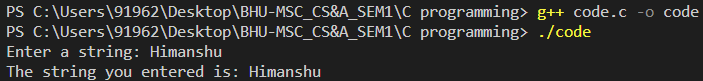 PS C:\Users\91962\Desktop\BHU-MSC_CS&A_SEM1\C programming> g++ code.c -o code
PS C:\Users\91962\Desktop\BHU-MSC_CS&A_SEM1\C programming> ./code
Enter a string: Himanshu
The string you entered is: Himanshu